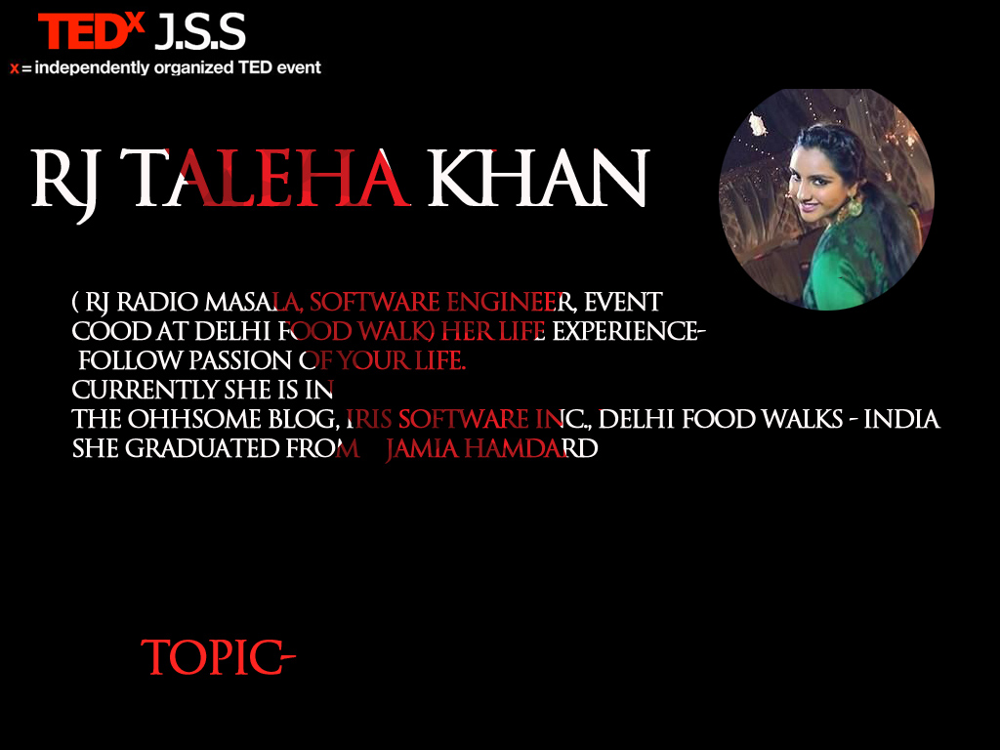 TEDx J.S.S
x = independently organized TED event
RJ TALEHA KHAN
( RJ RADIO MASALA, SOFTWARE ENGINEER, EVENT
COOD AT DELHI FOOD WALK) HER LIFE EXPERIENCE-
FOLLOW PASSION OF YOUR LIFE.
CURRENTLY SHE IS IN
THE OHHSOME BLOG, IRIS SOFTWARE INC., DELHI FOOD WALKS - INDIA
SHE GRADUATED FROM JAMIA HAMDARD
TOPIC-